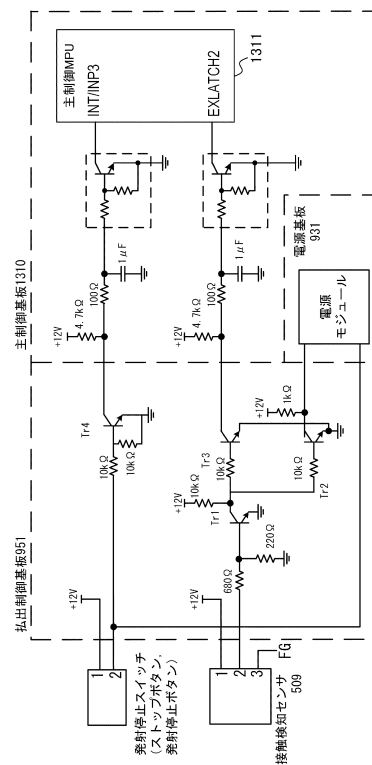 主制御基板1310
主制御MPU
INT/INP3
EXLATCH2
1311
1μF
100Ω
4.7kΩ
+12V
1μF
100Ω
4.7kΩ
+12V
電源基板
931
電源
モジュール
払出制御基板951
Tr4
10kΩ
10kΩ
+12V
1kΩ
+12V
10kΩ
Tr3
10kΩ
Tr1
10kΩ
Tr2
680Ω
220Ω
+12V
+12V
1
2
発射停止スイッチ
(ストップボタン,
発射停止ボタン)
1
2
3
FG
接触検知センサ
509